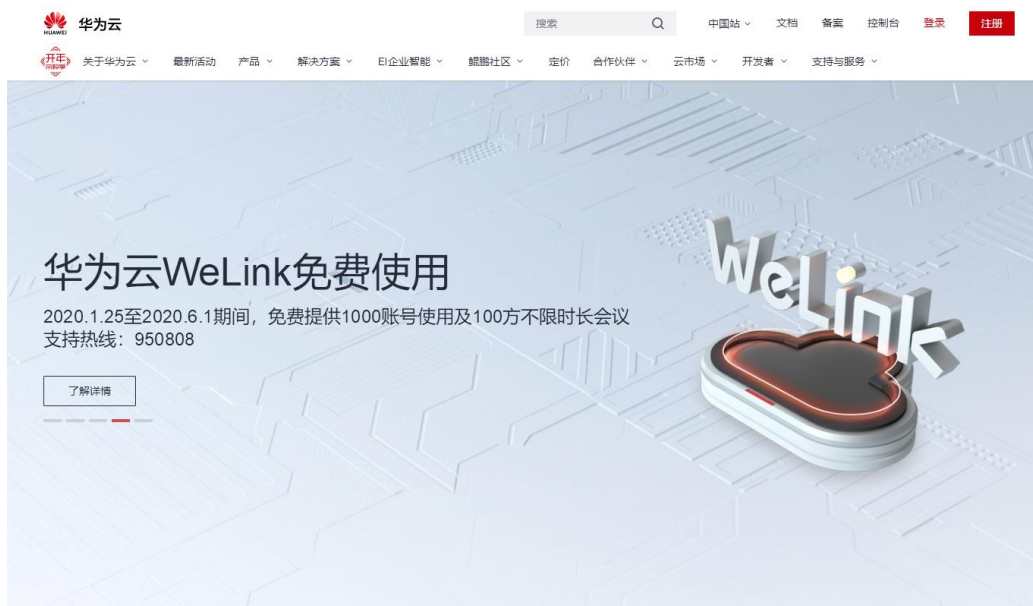 HUAWEI
华为云
搜索
中国站
文档
备案
控制台
登录
注册
开年
关于华为云
最新活动
产品
解决方案
EI企业智能
鲲鹏社区
定价
合作伙伴
云市场
开发者
支持与服务
华为云WeLink免费使用
2020.1.25至2020.6.1期间，免费提供1000账号使用及100方不限时长会议
支持热线：950808
了解详情
WeLink